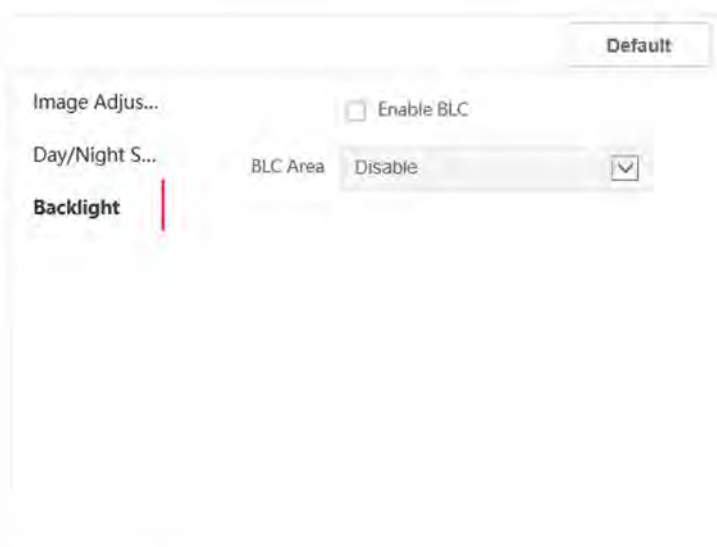 Default
Image Adjus...
Enable BLC
Day/Night S...
BLC Area Disable
Backlight